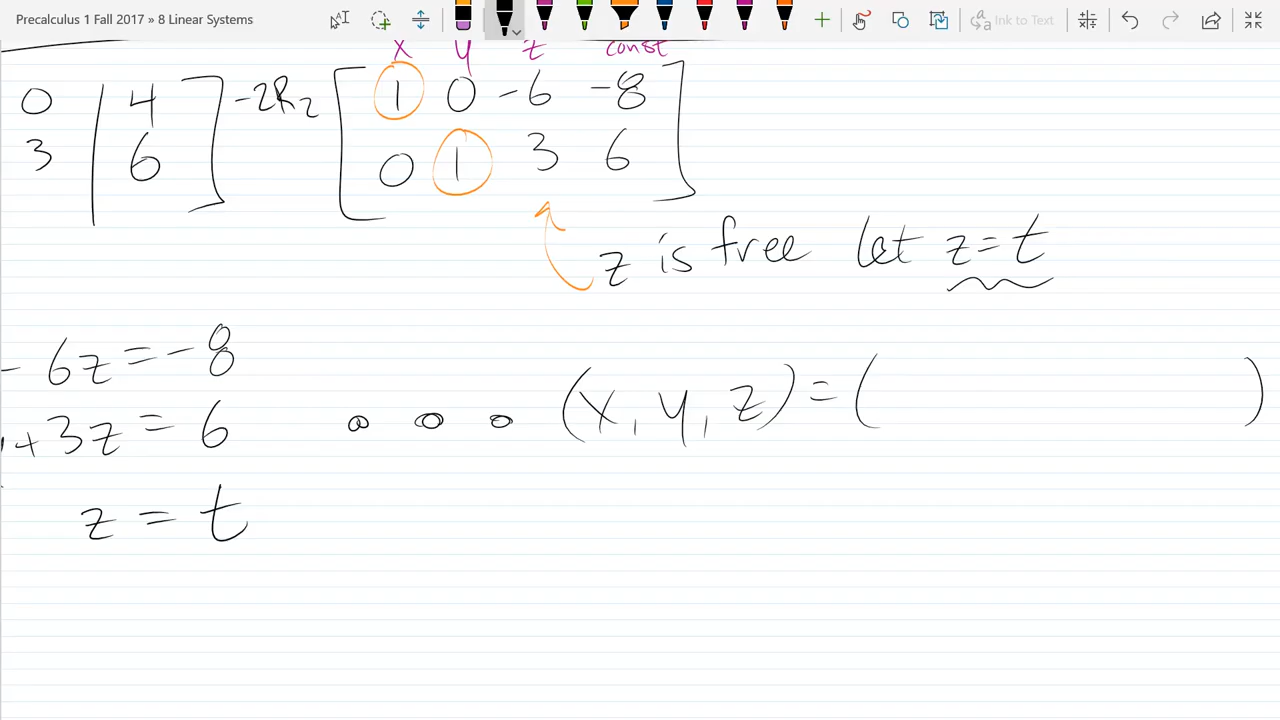 Precalculus 1 Fall 2017 » 8 Linear Systems
Ink to Text
x y z const
0 | 4 ] -2R2 [ 1 0 -6 -8
3 | 6 ] [ 0 1 3 6 ]
z is free let z = t
- 6z = -8
+ 3z = 6
(x, y, z) = ( )
z = t